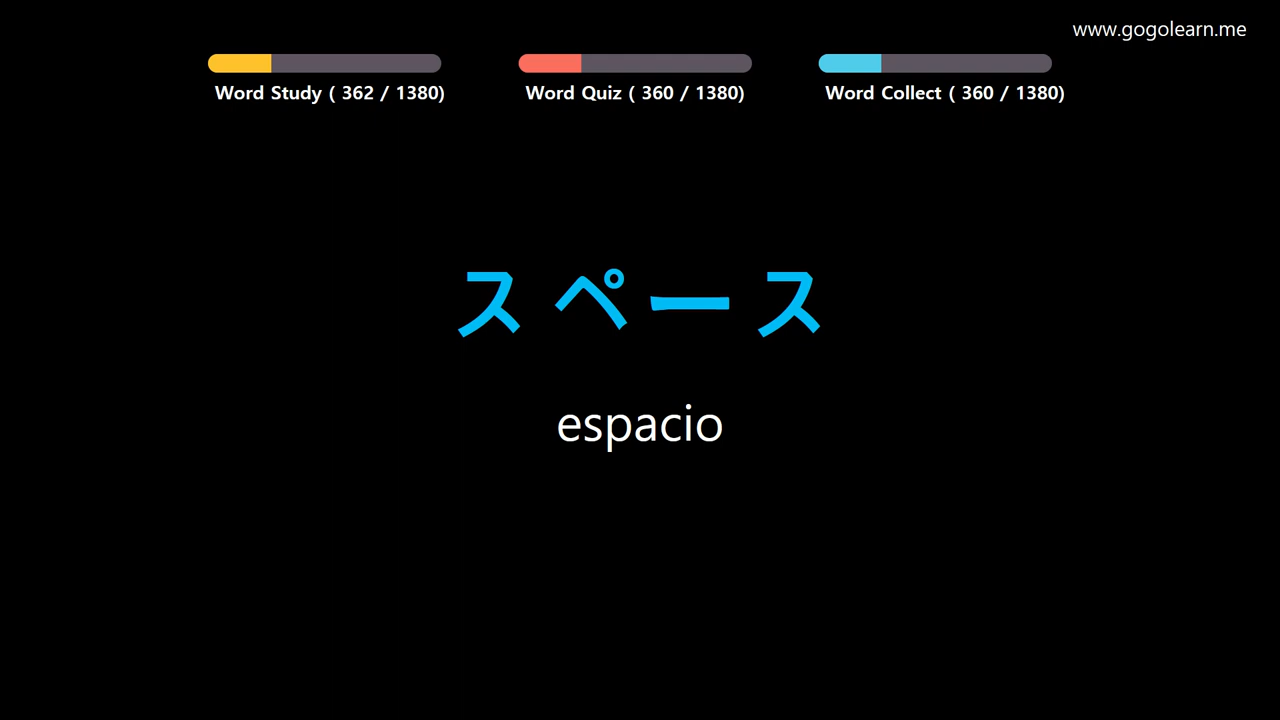 www.gogolearn.me
Word Study ( 362 / 1380)
Word Quiz ( 360 / 1380)
Word Collect ( 360 / 1380)
スペース
espacio